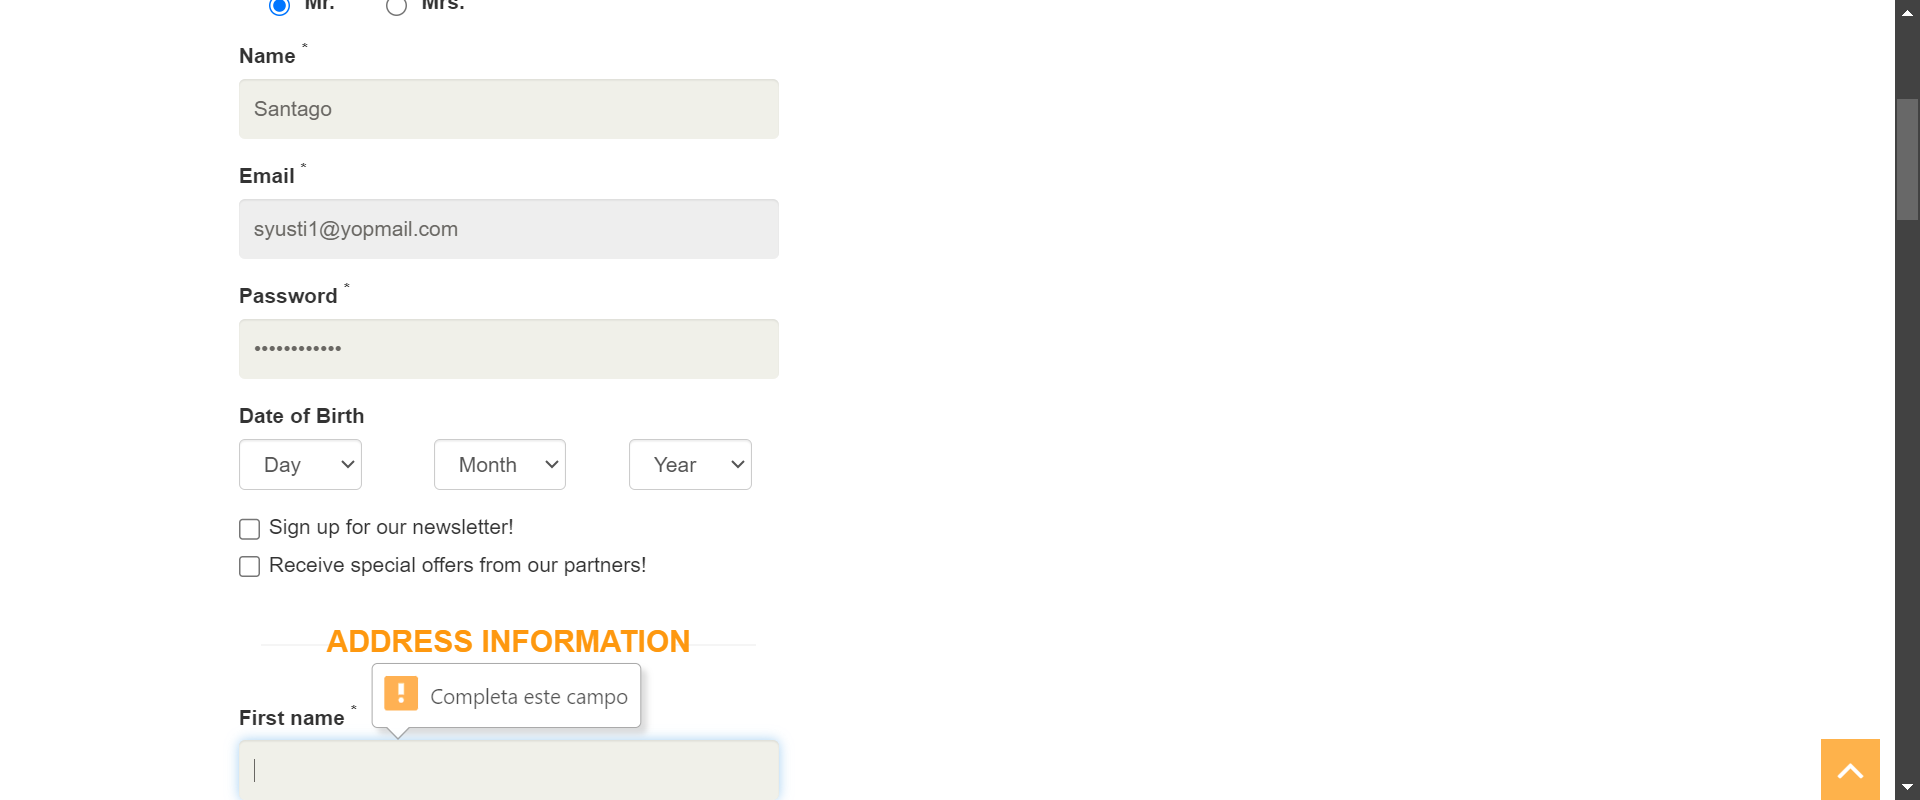 Mr. Mrs.
Name *
Santago
Email *
syusti1@yopmail.com
Password *
••••••••••••
Date of Birth
Day Month Year
Sign up for our newsletter!
Receive special offers from our partners!
ADDRESS INFORMATION
Completa este campo
First name *